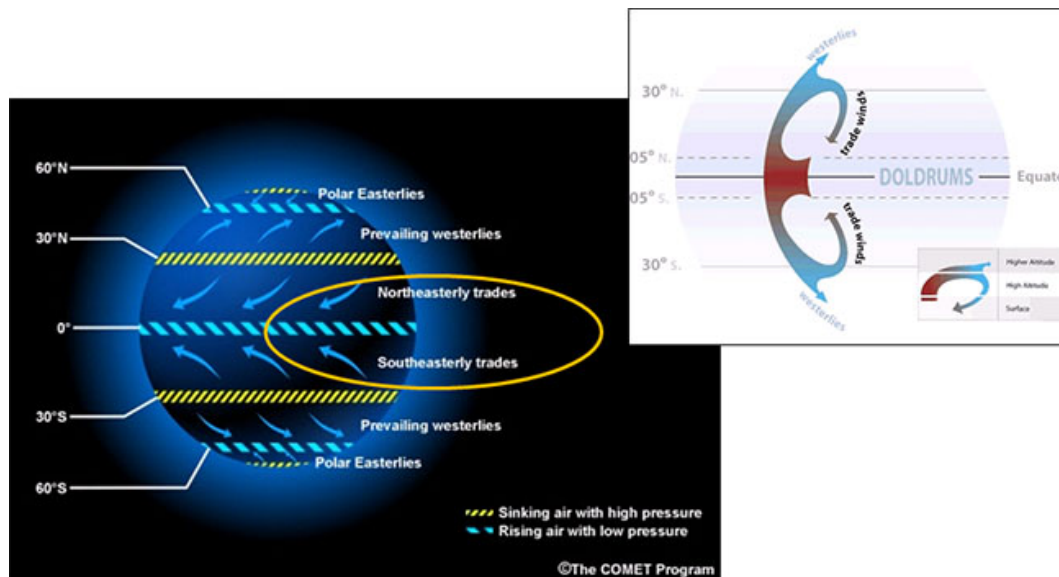 60°N
Polar Easterlies
30°N
Prevailing westerlies
Northeasterly trades
0°
Southeasterly trades
30°S
Prevailing westerlies
Polar Easterlies
60°S
Sinking air with high pressure
Rising air with low pressure
©The COMET Program
westerlies
30° N.
trade winds
05° N.
DOLDRUMS
Equato
05° S.
trade winds
30° S.
westerlies
Higher Altitude
High Altitude
Surface